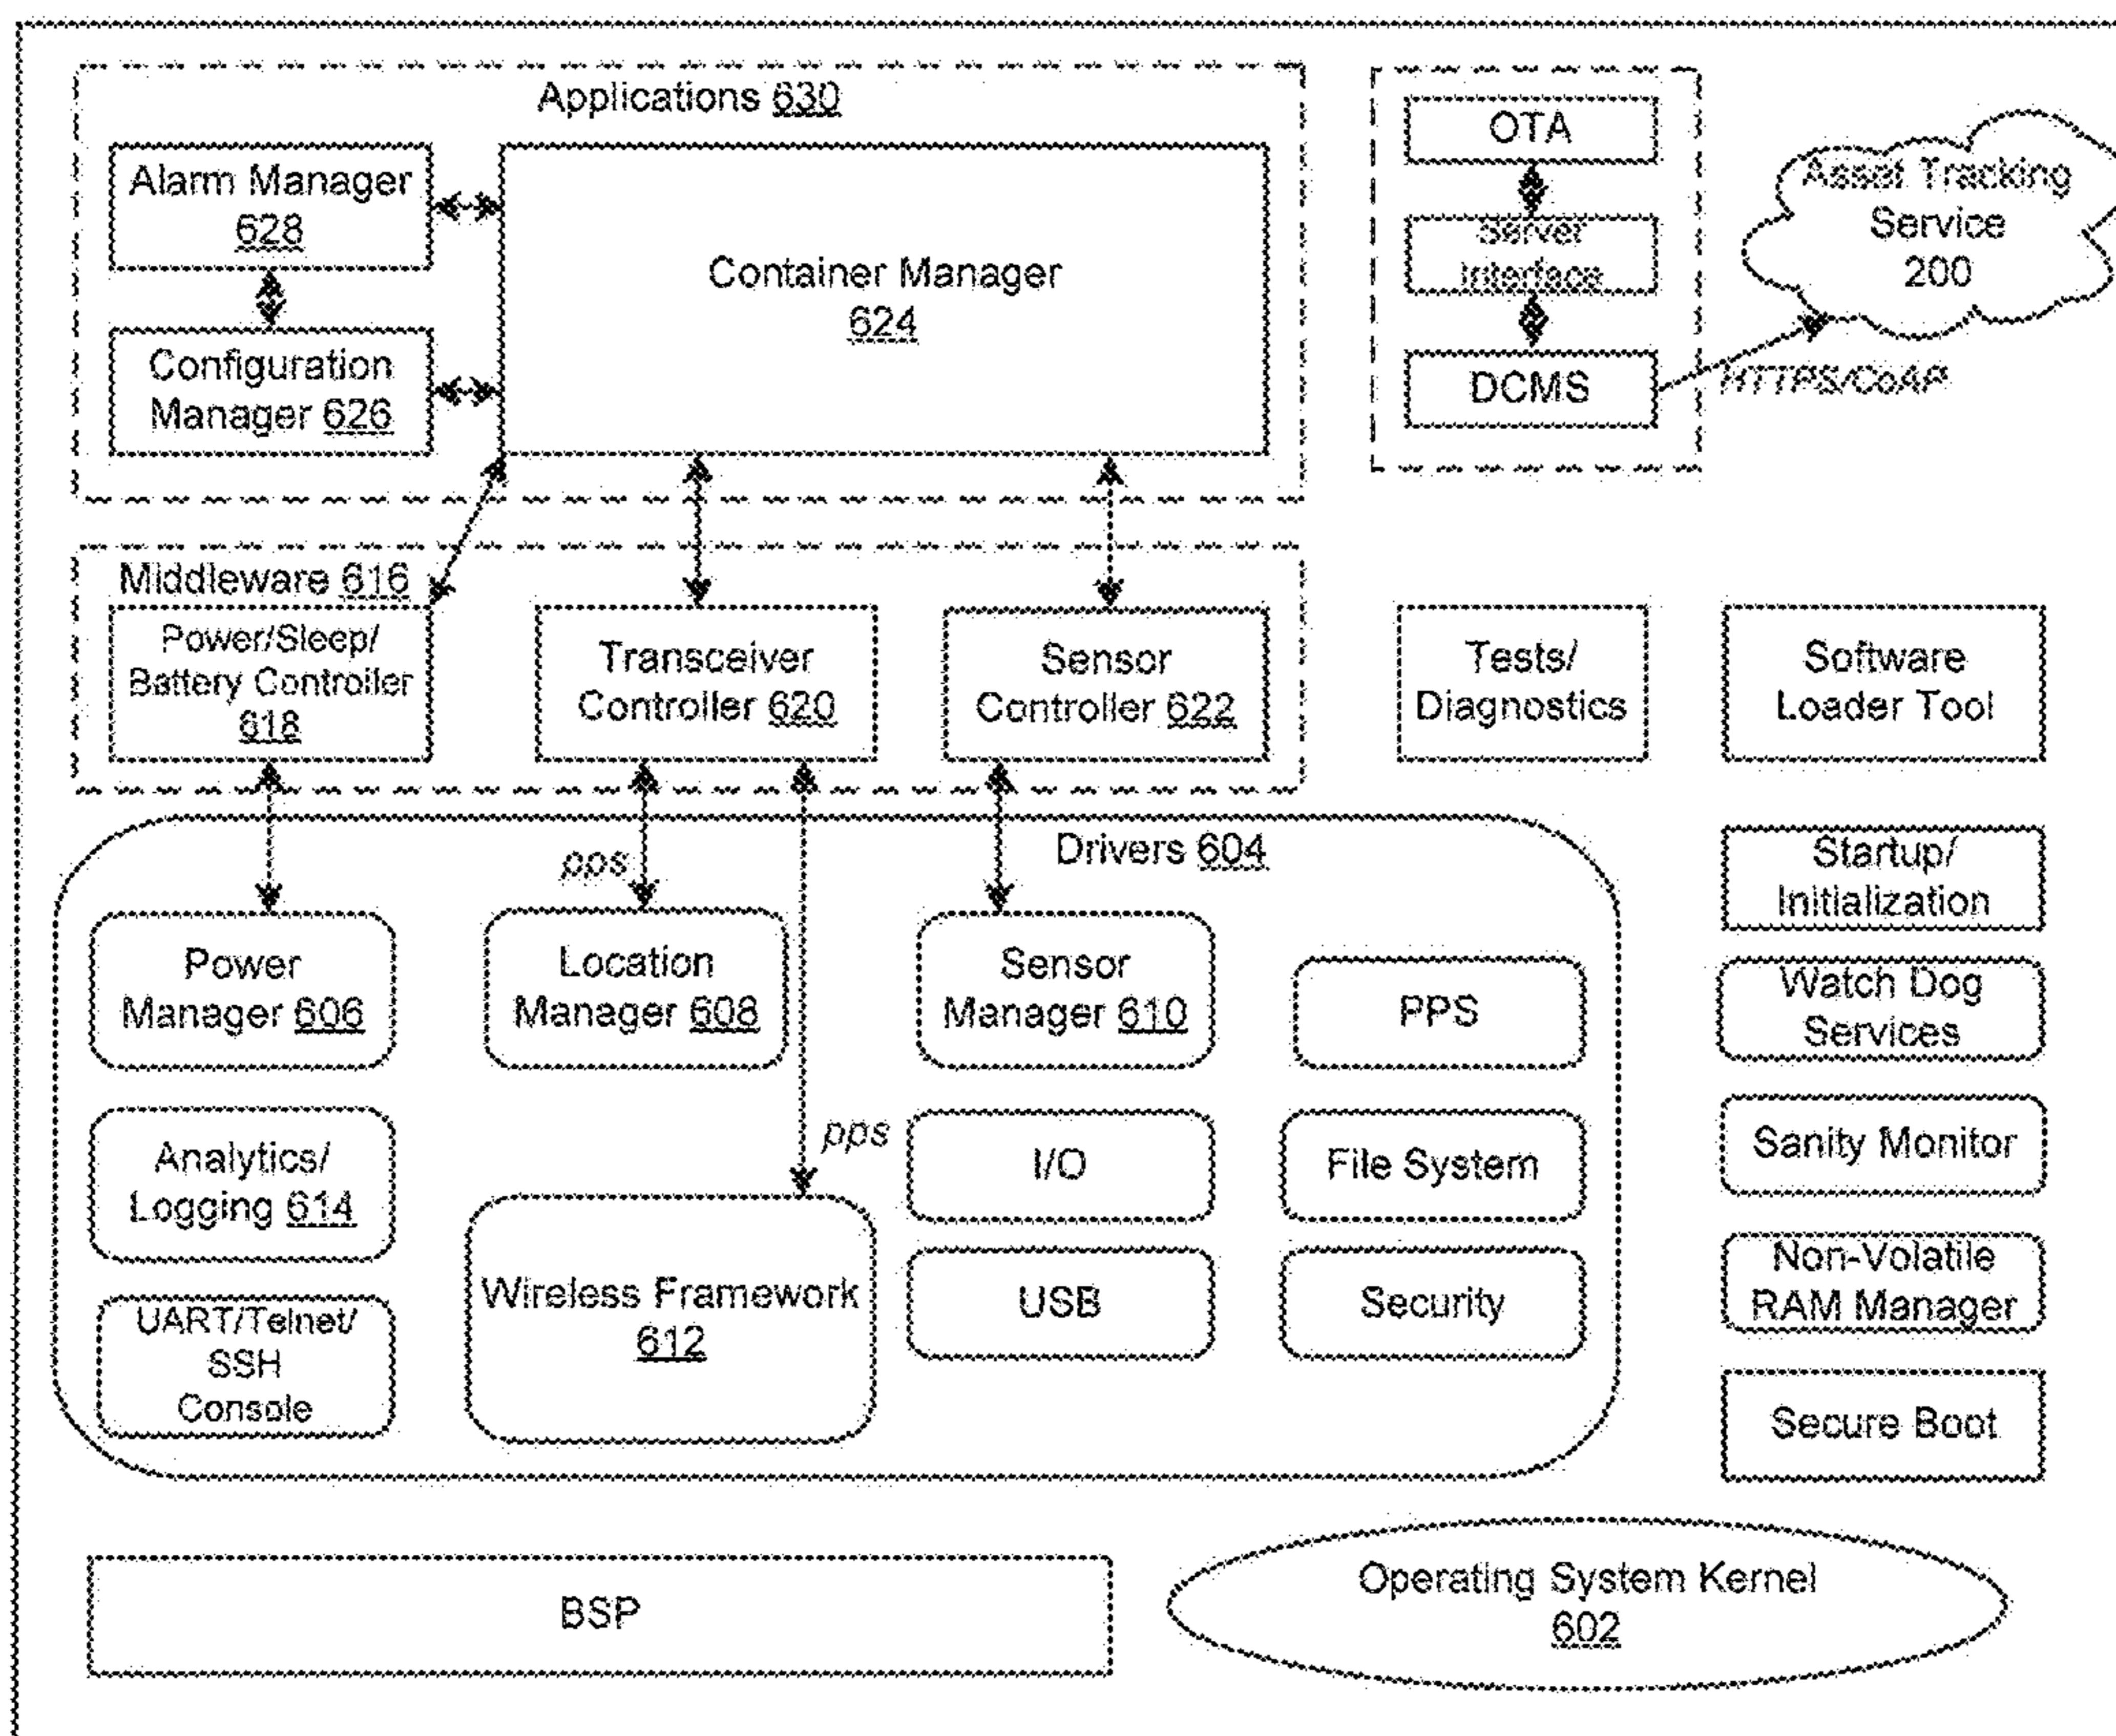 Applications 630
Alarm Manager
628
Container Manager
624
Configuration
Manager 626
OTA
Server
Interface
DCMS
Asset Tracking
Service
200
HTTPS/CoAP
Middleware 616
Power/Sleep/
Battery Controller
618
Transceiver
Controller 620
Sensor
Controller 622
Tests/
Diagnostics
Software
Loader Tool
Drivers 604
pps
Power
Manager 606
Location
Manager 608
Sensor
Manager 610
PPS
Analytics/
Logging 614
pps
I/O
File System
Wireless Framework
612
USB
Security
UART/Telnet/
SSH
Console
Startup/
Initialization
Watch Dog
Services
Sanity Monitor
Non-Volatile
RAM Manager
Secure Boot
BSP
Operating System Kernel
602